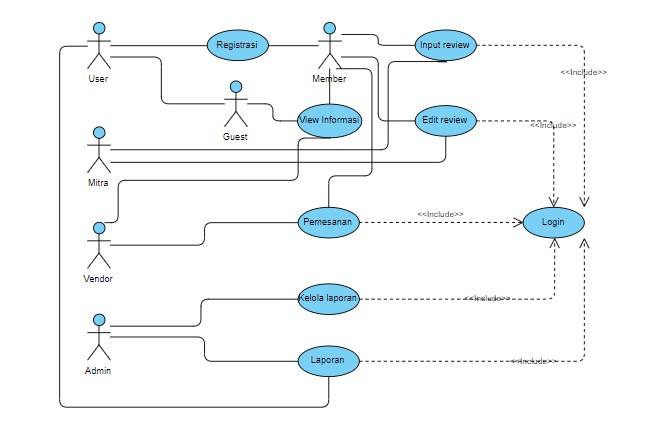 User
Registrasi
Member
Input review
<<Include>>
Guest
View Informasi
Edit review
<<Include>>
Mitra
Vendor
Pemesanan
<<Include>>
Login
Admin
Kelola laporan
<<Include>>
Laporan
<<Include>>